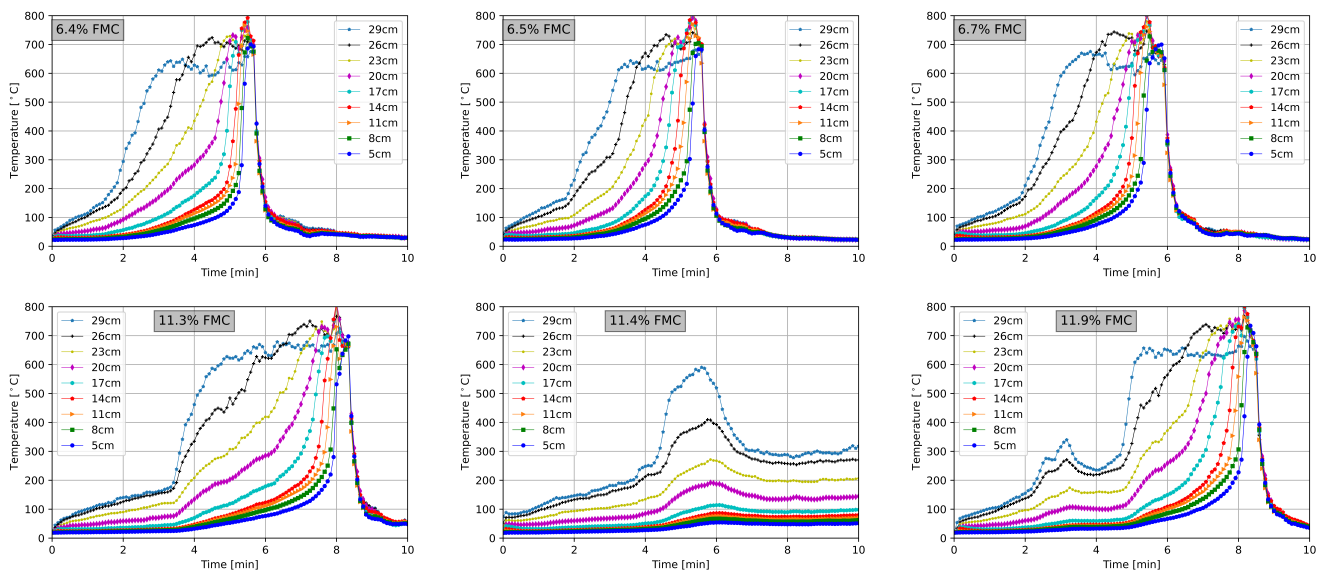 6.4% FMC
29cm
26cm
23cm
20cm
17cm
14cm
11cm
8cm
5cm
Temperature [ ° C]
800
700
600
500
400
300
200
100
0
0 2 4 6 8 10
Time [min]
6.5% FMC
29cm
26cm
23cm
20cm
17cm
14cm
11cm
8cm
5cm
Temperature [ ° C]
800
700
600
500
400
300
200
100
0
0 2 4 6 8 10
Time [min]
6.7% FMC
29cm
26cm
23cm
20cm
17cm
14cm
11cm
8cm
5cm
Temperature [ ° C]
800
700
600
500
400
300
200
100
0
0 2 4 6 8 10
Time [min]
11.3% FMC
29cm
26cm
23cm
20cm
17cm
14cm
11cm
8cm
5cm
Temperature [ ° C]
800
700
600
500
400
300
200
100
0
0 2 4 6 8 10
Time [min]
11.4% FMC
29cm
26cm
23cm
20cm
17cm
14cm
11cm
8cm
5cm
Temperature [ ° C]
800
700
600
500
400
300
200
100
0
0 2 4 6 8 10
Time [min]
11.9% FMC
29cm
26cm
23cm
20cm
17cm
14cm
11cm
8cm
5cm
Temperature [ ° C]
800
700
600
500
400
300
200
100
0
0 2 4 6 8 10
Time [min]